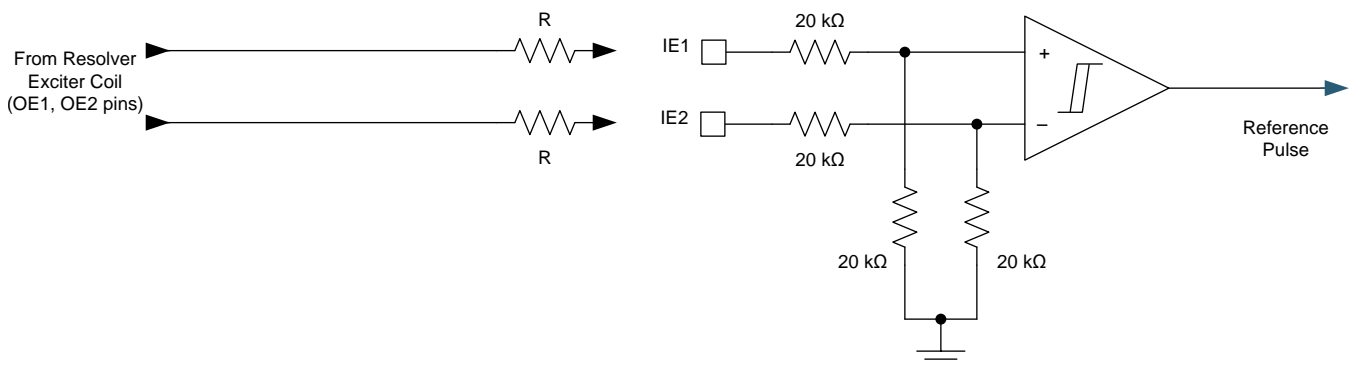 R
From Resolver
Exciter Coil
(OE1, OE2 pins)
R
IE1
20 kΩ
IE2
20 kΩ
+
−
Reference
Pulse
20 kΩ
20 kΩ